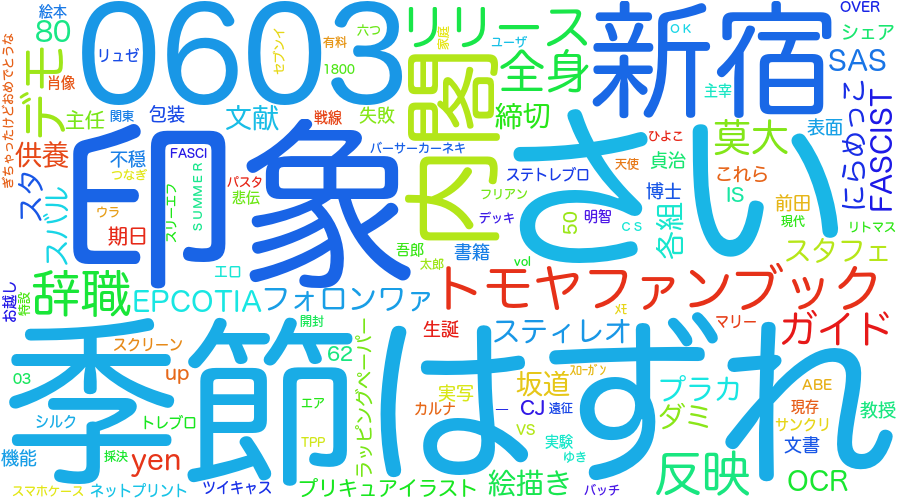 絵本
80
リュゼ
0603
セブンイ
有料
六つ
1800
家庭
リリース
ユーザ
ＯＫ
新宿
OVER
シェア
SAS
ぎちゃったけどおめでとうな
デモ
肖像
主任
関東
包装
文献
戦線
失敗
内閣
全身
締切
主宰
表面
にらめっこ
FASCIST
供養
不穏
つなぎ
FASCI
印象
バーサーカーネキ
さい
ひよこ
莫大
天使
貞治
これら
スタ
スバル
ウラ
期日
スリーエフ
ＳＵＭＭＥＲ
パスタ
悲伝
ステトレブロ
フリアン
デッキ
50
明智
博士
ＣＳ
各組
IS
前田
現代
リトマス
吾郎
太郎
書籍
vol
スタフェ
お越し
特設
辞職
エロ
EPCOTIA
フォロンワァ
トモヤファンブック
メモ
季節はずれ
開封
62
ラッピングペーパー
生誕
スティレオ
マリー
ガイド
スクリーン
up
03
エア
実写
坂道
ｽﾛｰｶﾞﾝ
プラカ
ABE
シルク
トレブロ
カルナ
一
CJ
遠征
ダミ
現存
サンクリ
教授
機能
採決
yen
TPP
VS
実験
ゆき
文書
反映
OCR
スマホケース
ネットプリント
ツイキャス
プリキュアイラスト
絵描き
バッチ